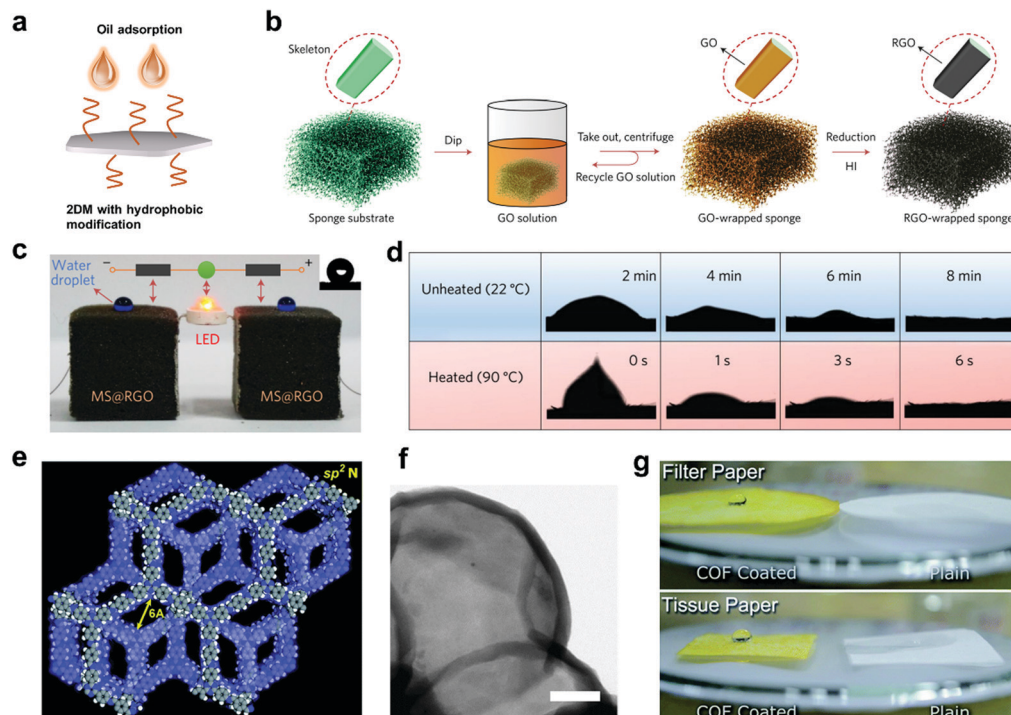 a
Oil adsorption
2DM with hydrophobic
modification
b
Skeleton
Sponge substrate
Dip
GO solution
Take out, centrifuge
Recycle GO solution
GO
GO-wrapped sponge
Reduction
HI
RGO
RGO-wrapped sponge
c
Water
droplet
−
+
LED
MS@RGO
MS@RGO
d
Unheated (22 °C)
2 min
4 min
6 min
8 min
Heated (90 °C)
0 s
1 s
3 s
6 s
e
sp² N
6A
f
g
Filter Paper
COF Coated
Plain
Tissue Paper
COF Coated
Plain